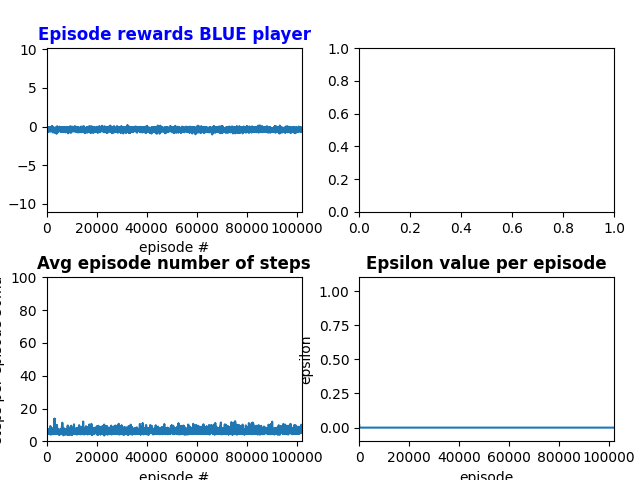 Episode rewards BLUE player
10
5
0
−5
−10
0 20000 40000 60000 80000 100000
episode #
1.0
0.8
0.6
0.4
0.2
0.0
0.0 0.2 0.4 0.6 0.8 1.0
Avg episode number of steps
100
80
60
40
20
0
0 20000 40000 60000 80000 100000
episode #
Epsilon value per episode
epsilon
1.00
0.75
0.50
0.25
0.00
0 20000 40000 60000 80000 100000
episode